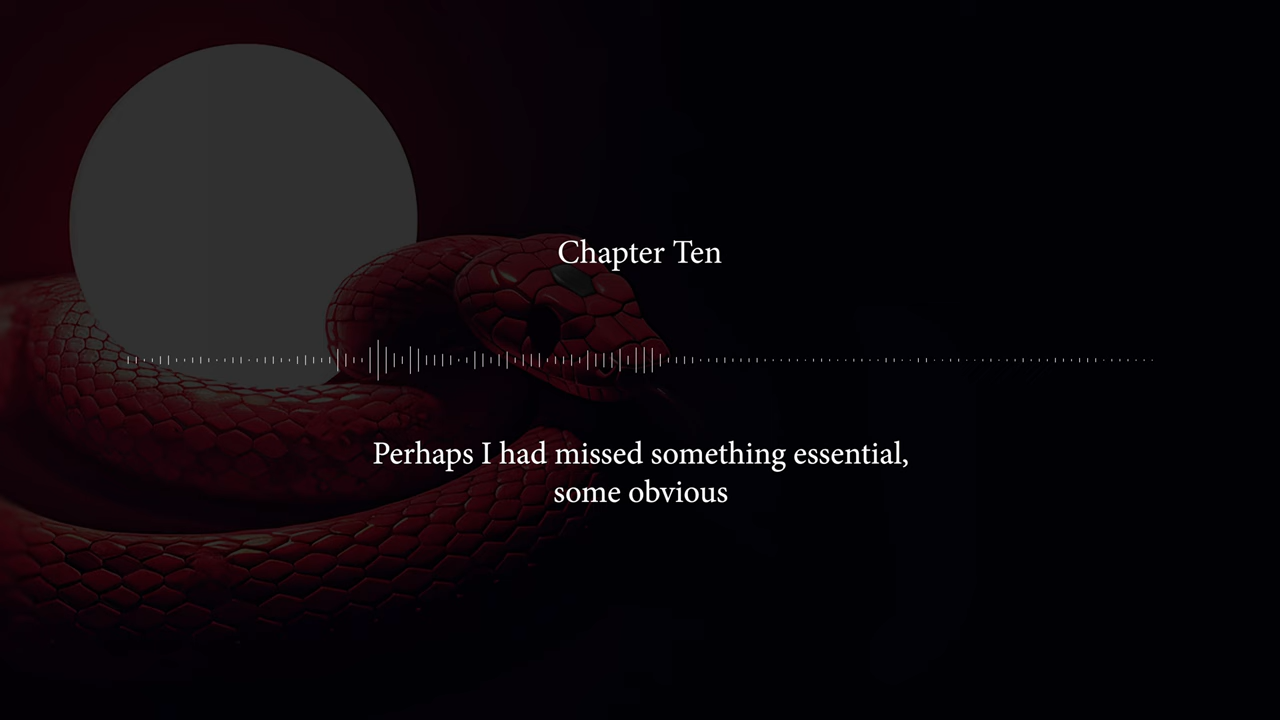 Chapter Ten
Perhaps I had missed something essential,
some obvious